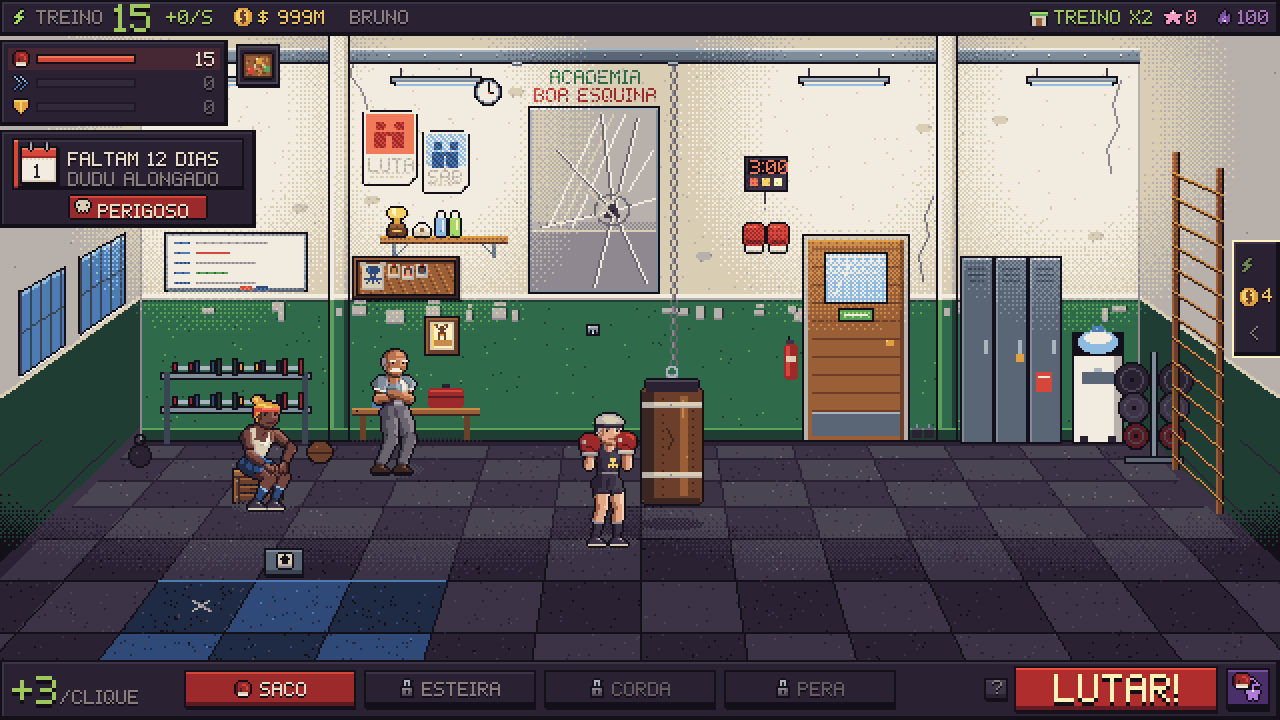 TREINO 15 +0/S $ 999M BRUNO TREINO X2 0 100
15
0
0
1
FALTAM 12 DIAS
DUDU ALONGADO
PERIGOSO
ACADEMIA
BOA ESQUINA
LUTA
SÁB
3:00
4
+3/CLIQUE SACO ESTEIRA CORDA PERA ? LUTAR!